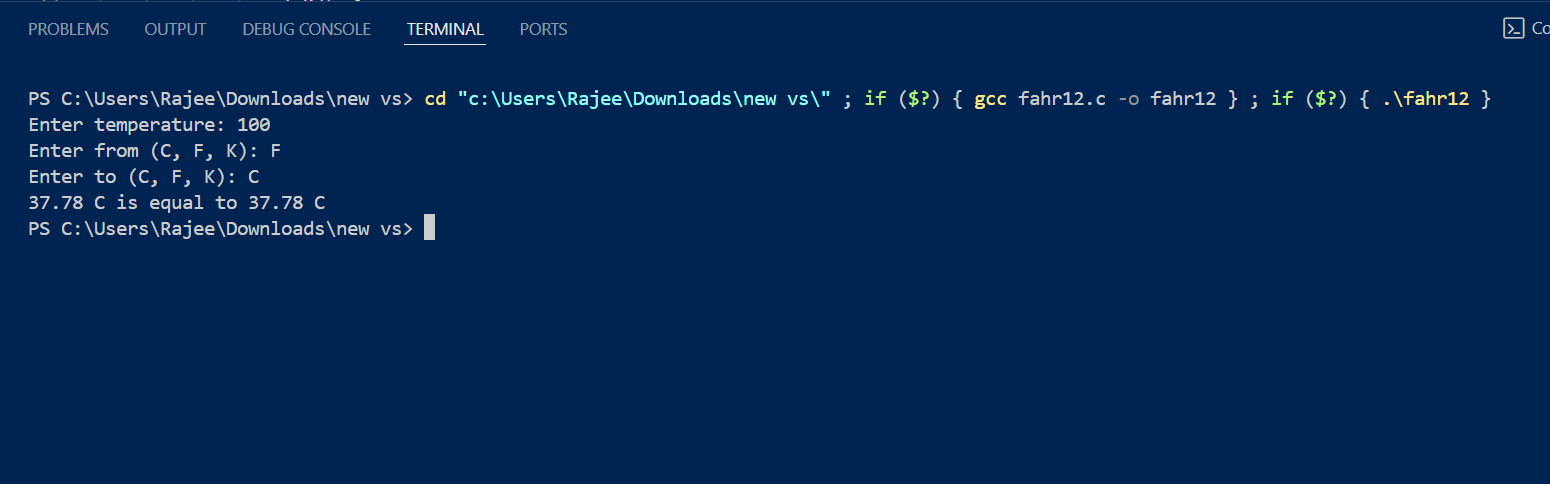 PROBLEMS OUTPUT DEBUG CONSOLE TERMINAL PORTS
PS C:\Users\Rajee\Downloads\new vs> cd "c:\Users\Rajee\Downloads\new vs\" ; if ($?) { gcc fahr12.c -o fahr12 } ; if ($?) { .\fahr12 }
Enter temperature: 100
Enter from (C, F, K): F
Enter to (C, F, K): C
37.78 C is equal to 37.78 C
PS C:\Users\Rajee\Downloads\new vs>